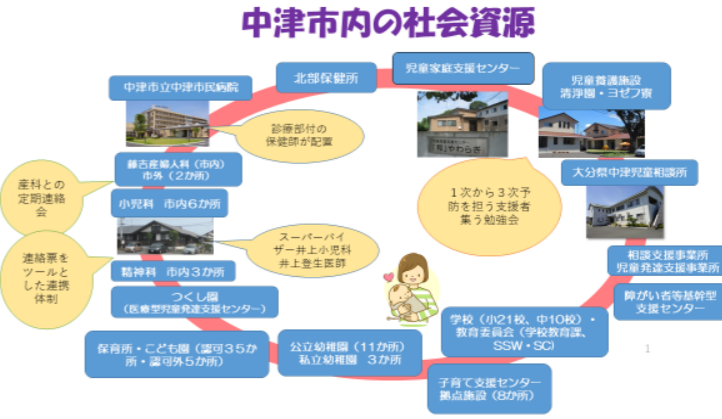 中津市内の社会資源
中津市立中津市民病院
北部保健所
児童家庭支援センター
児童養護施設
清浄園・ヨゼフ寮
診療部付の
保健師が配置
やわらぎ
藤吉産婦人科（市内）
市外（２か所）
産科との
定期連絡
会
小児科　市内６か所
１次から３次予
防を担う支援者
集う勉強会
大分県中津児童相談所
スーパーバイ
ザー井上小児科
井上登生医師
連絡票を
ツールと
した連携
体制
精神科　市内３か所
相談支援事業所
児童発達支援事業所
つくし園
（医療型児童発達支援センター）
障がい者等基幹型
支援センター
学校（小21校、中10校）・
教育委員会（学校教育課、
SSW・SC）
保育所・こども園（認可３５か
所・認可外５か所）
公立幼稚園（11か所）
私立幼稚園　３か所
子育て支援センター
拠点施設（8か所）
1